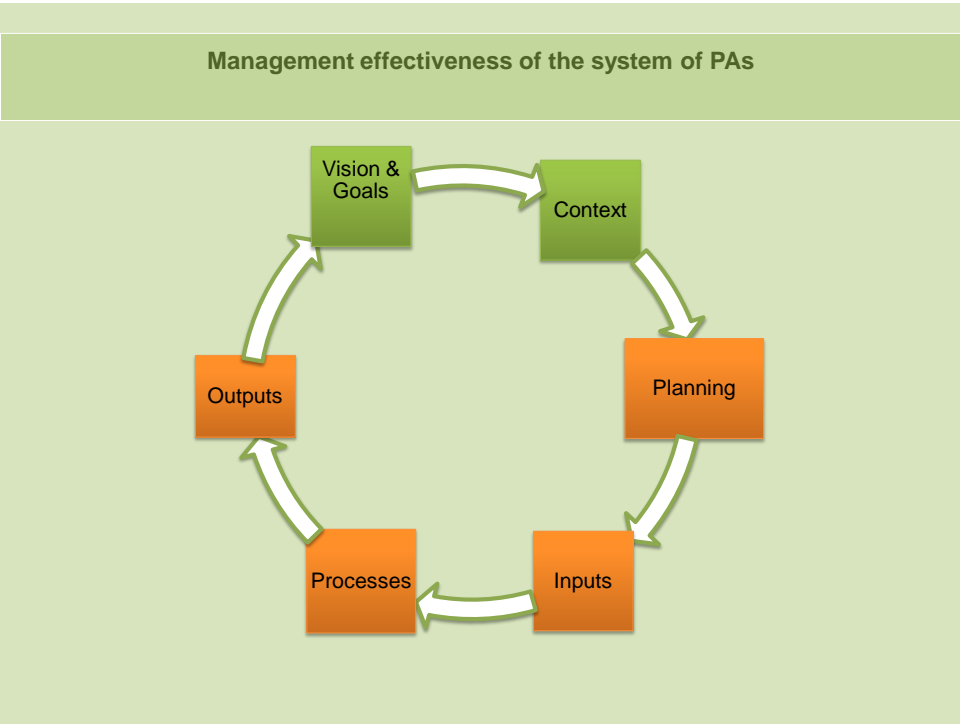 Management effectiveness of the system of PAs
Vision &
Goals
Context
Planning
Inputs
Processes
Outputs